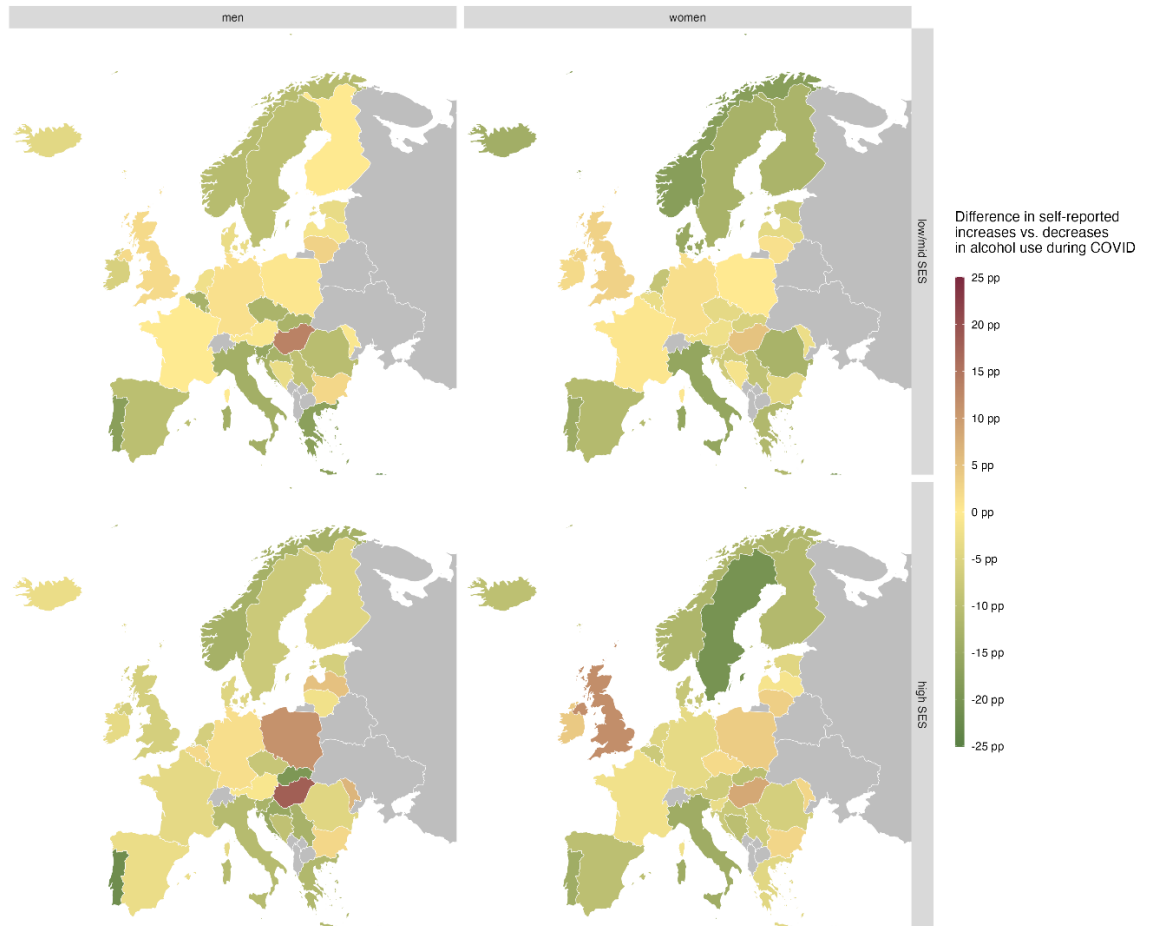 men
women
low/mid SES
high SES
Difference in self-reported
increases vs. decreases
in alcohol use during COVID
25 pp
20 pp
15 pp
10 pp
5 pp
0 pp
-5 pp
-10 pp
-15 pp
-20 pp
-25 pp